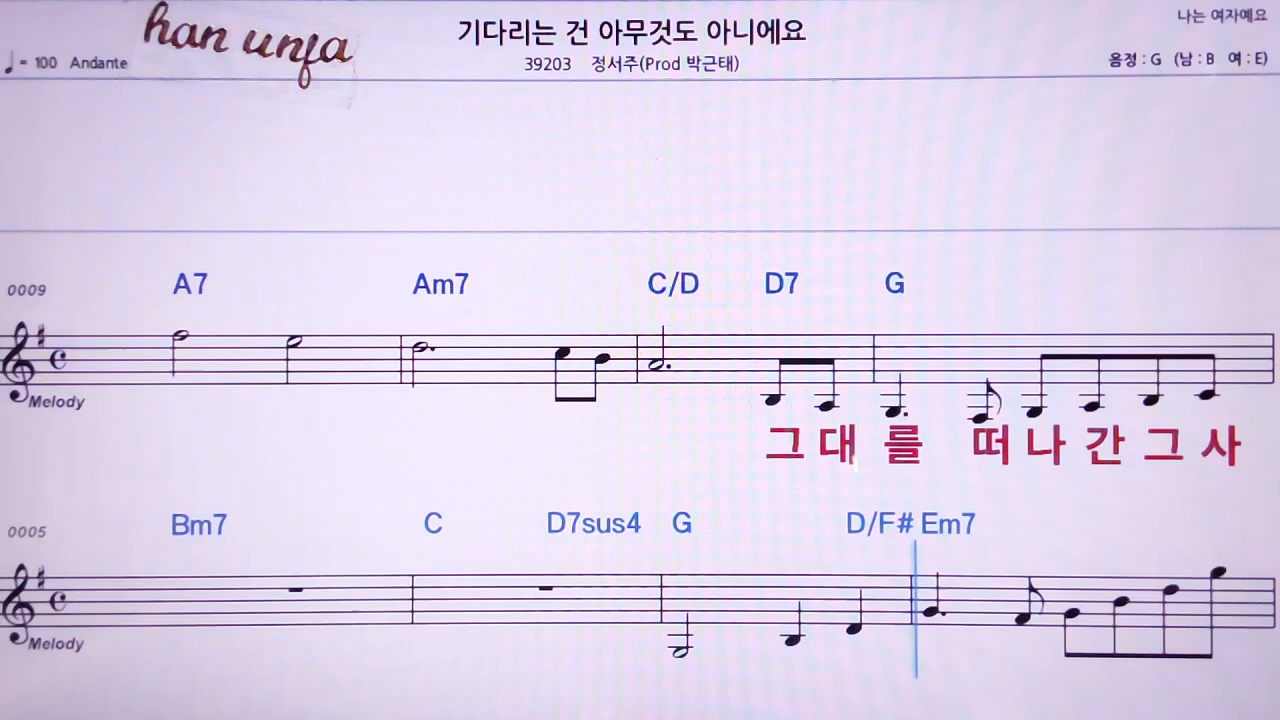 han unfa
기다리는 건 아무것도 아니에요
나는 여자예요
♩= 100 Andante
39203 정서주(Prod 박근태)
음정 : G (남 : B 여 : E)
0009 A7 Am7 C/D D7 G
Melody
그대를 떠나간그사
0005 Bm7 C D7sus4 G D/F# Em7
Melody